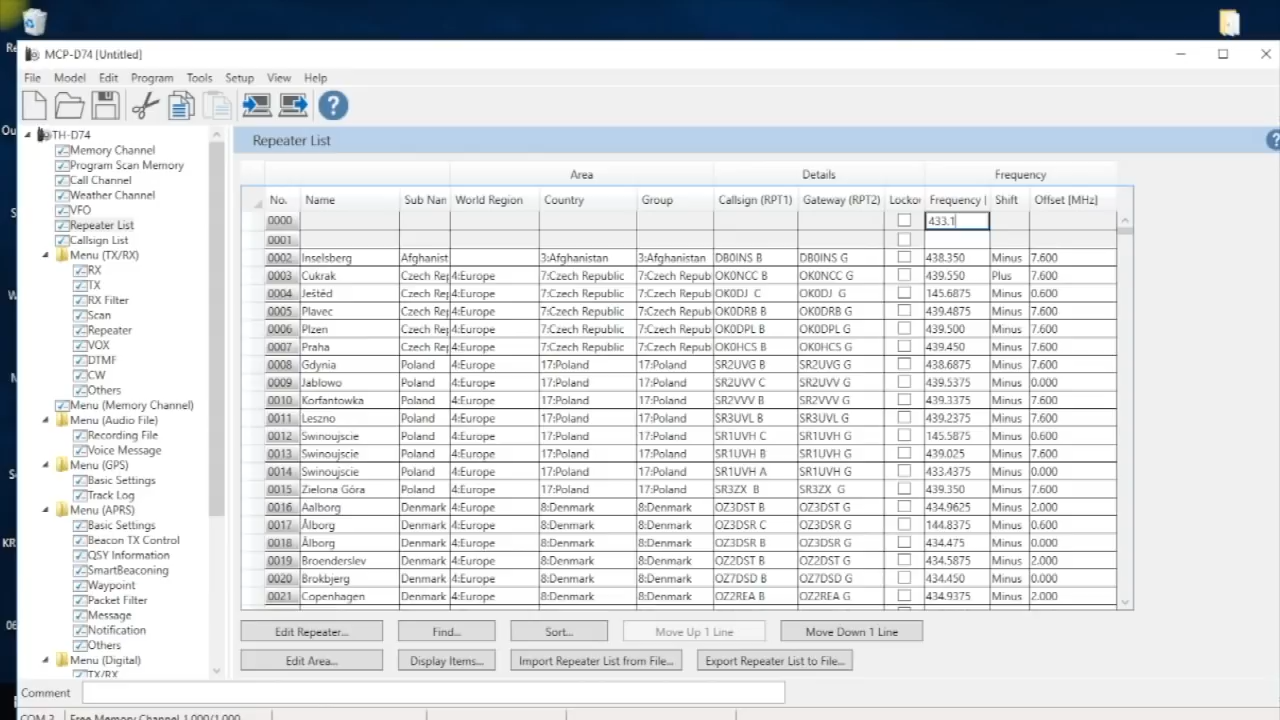 MCP-D74 [Untitled]
File Model Edit Program Tools Setup View Help
TH-D74
Memory Channel
Program Scan Memory
Call Channel
Weather Channel
VFO
Repeater List
Callsign List
Menu (TX/RX)
RX
TX
RX Filter
Scan
Repeater
VOX
DTMF
CW
Others
Menu (Memory Channel)
Menu (Audio File)
Recording File
Voice Message
Menu (GPS)
Basic Settings
Track Log
Menu (APRS)
Basic Settings
Beacon TX Control
QSY Information
SmartBeaconing
Waypoint
Packet Filter
Message
Notification
Others
Menu (Digital)
TX/RX
Repeater List
Area Details Frequency
No. Name Sub Nan World Region Country Group Callsign (RPT1) Gateway (RPT2) Lockou Frequency [ Shift Offset [MHz]
0000 433.1
0001
0002 Inselsberg Afghanist 3:Afghanistan 3:Afghanistan DB0INS B DB0INS G 438.350 Minus 7.600
0003 Cukrak Czech Rep 4:Europe 7:Czech Republic 7:Czech Repub OK0NCC B OK0NCC G 439.550 Plus 7.600
0004 Ještěd Czech Rep 4:Europe 7:Czech Republic 7:Czech Repub OK0DJ C OK0DJ G 145.6875 Minus 0.600
0005 Plavec Czech Rep 4:Europe 7:Czech Republic 7:Czech Repub OK0DRB B OK0DRB G 439.4875 Minus 7.600
0006 Plzen Czech Rep 4:Europe 7:Czech Republic 7:Czech Repub OK0DPL B OK0DPL G 439.500 Minus 7.600
0007 Praha Czech Rep 4:Europe 7:Czech Republic 7:Czech Repub OK0HCS B OK0HCS G 439.450 Minus 7.600
0008 Gdynia Poland 4:Europe 17:Poland 17:Poland SR2UVG B SR2UVG G 438.6875 Minus 7.600
0009 Jablowo Poland 4:Europe 17:Poland 17:Poland SR2UVV C SR2UVV G 439.5375 Minus 0.000
0010 Korfantowka Poland 4:Europe 17:Poland 17:Poland SR2VVV B SR2VVV G 439.3375 Minus 7.600
0011 Leszno Poland 4:Europe 17:Poland 17:Poland SR3UVL B SR3UVL G 439.2375 Minus 7.600
0012 Swinoujscie Poland 4:Europe 17:Poland 17:Poland SR1UVH C SR1UVH G 145.5875 Minus 0.600
0013 Swinoujscie Poland 4:Europe 17:Poland 17:Poland SR1UVH B SR1UVH G 439.025 Minus 7.600
0014 Swinoujscie Poland 4:Europe 17:Poland 17:Poland SR1UVH A SR1UVH G 433.4375 Minus 0.000
0015 Zielona Góra Poland 4:Europe 17:Poland 17:Poland SR3ZX B SR3ZX G 439.350 Minus 7.600
0016 Aalborg Denmark 4:Europe 8:Denmark 8:Denmark OZ3DST B OZ3DST G 434.9625 Minus 2.000
0017 Ålborg Denmark 4:Europe 8:Denmark 8:Denmark OZ3DSR C OZ3DSR G 144.8375 Minus 0.600
0018 Ålborg Denmark 4:Europe 8:Denmark 8:Denmark OZ3DSR B OZ3DSR G 434.475 Minus 0.000
0019 Broenderslev Denmark 4:Europe 8:Denmark 8:Denmark OZ2DST B OZ2DST G 434.5875 Minus 2.000
0020 Brokbjerg Denmark 4:Europe 8:Denmark 8:Denmark OZ7DSD B OZ7DSD G 434.450 Minus 0.000
0021 Copenhagen Denmark 4:Europe 8:Denmark 8:Denmark OZ2REA B OZ2REA G 434.9375 Minus 2.000
Edit Repeater... Find... Sort... Move Up 1 Line Move Down 1 Line
Edit Area... Display Items... Import Repeater List from File... Export Repeater List to File...
Comment
COM 3 Free Memory Channel 1,000/1,000